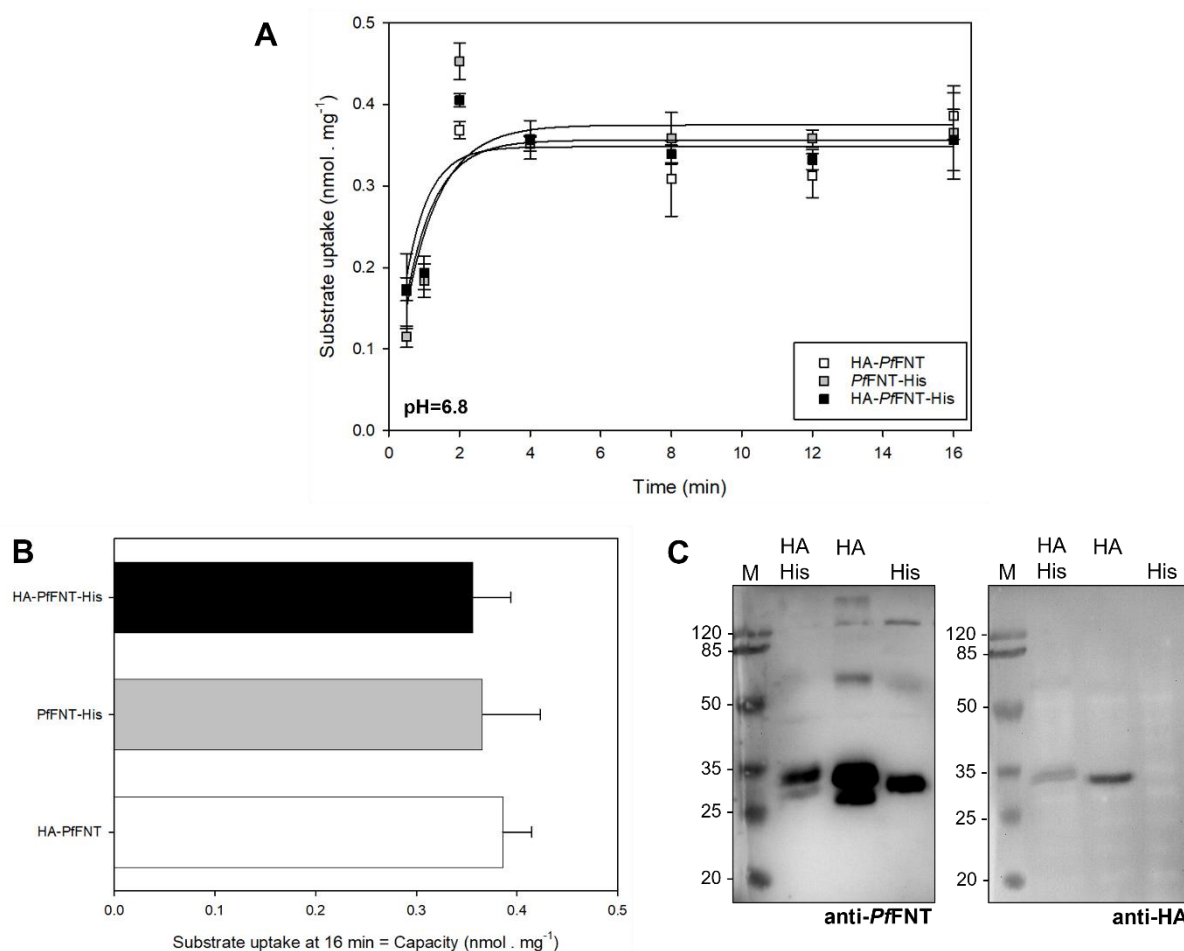 A
Substrate uptake (nmol . mg⁻¹)
0.5
0.4
0.3
0.2
0.1
0.0
HA-PfFNT
PfFNT-His
HA-PfFNT-His
pH=6.8
0 2 4 6 8 10 12 14 16
Time (min)
B
HA-PfFNT-His
PfFNT-His
HA-PfFNT
0.0 0.1 0.2 0.3 0.4 0.5
Substrate uptake at 16 min = Capacity (nmol . mg⁻¹)
C
HA HA
M His His
120 -
85 -
50 -
35 -
25 -
20 -
anti-PfFNT
HA HA
M His His
120 -
85 -
50 -
35 -
25 -
20 -
anti-HA